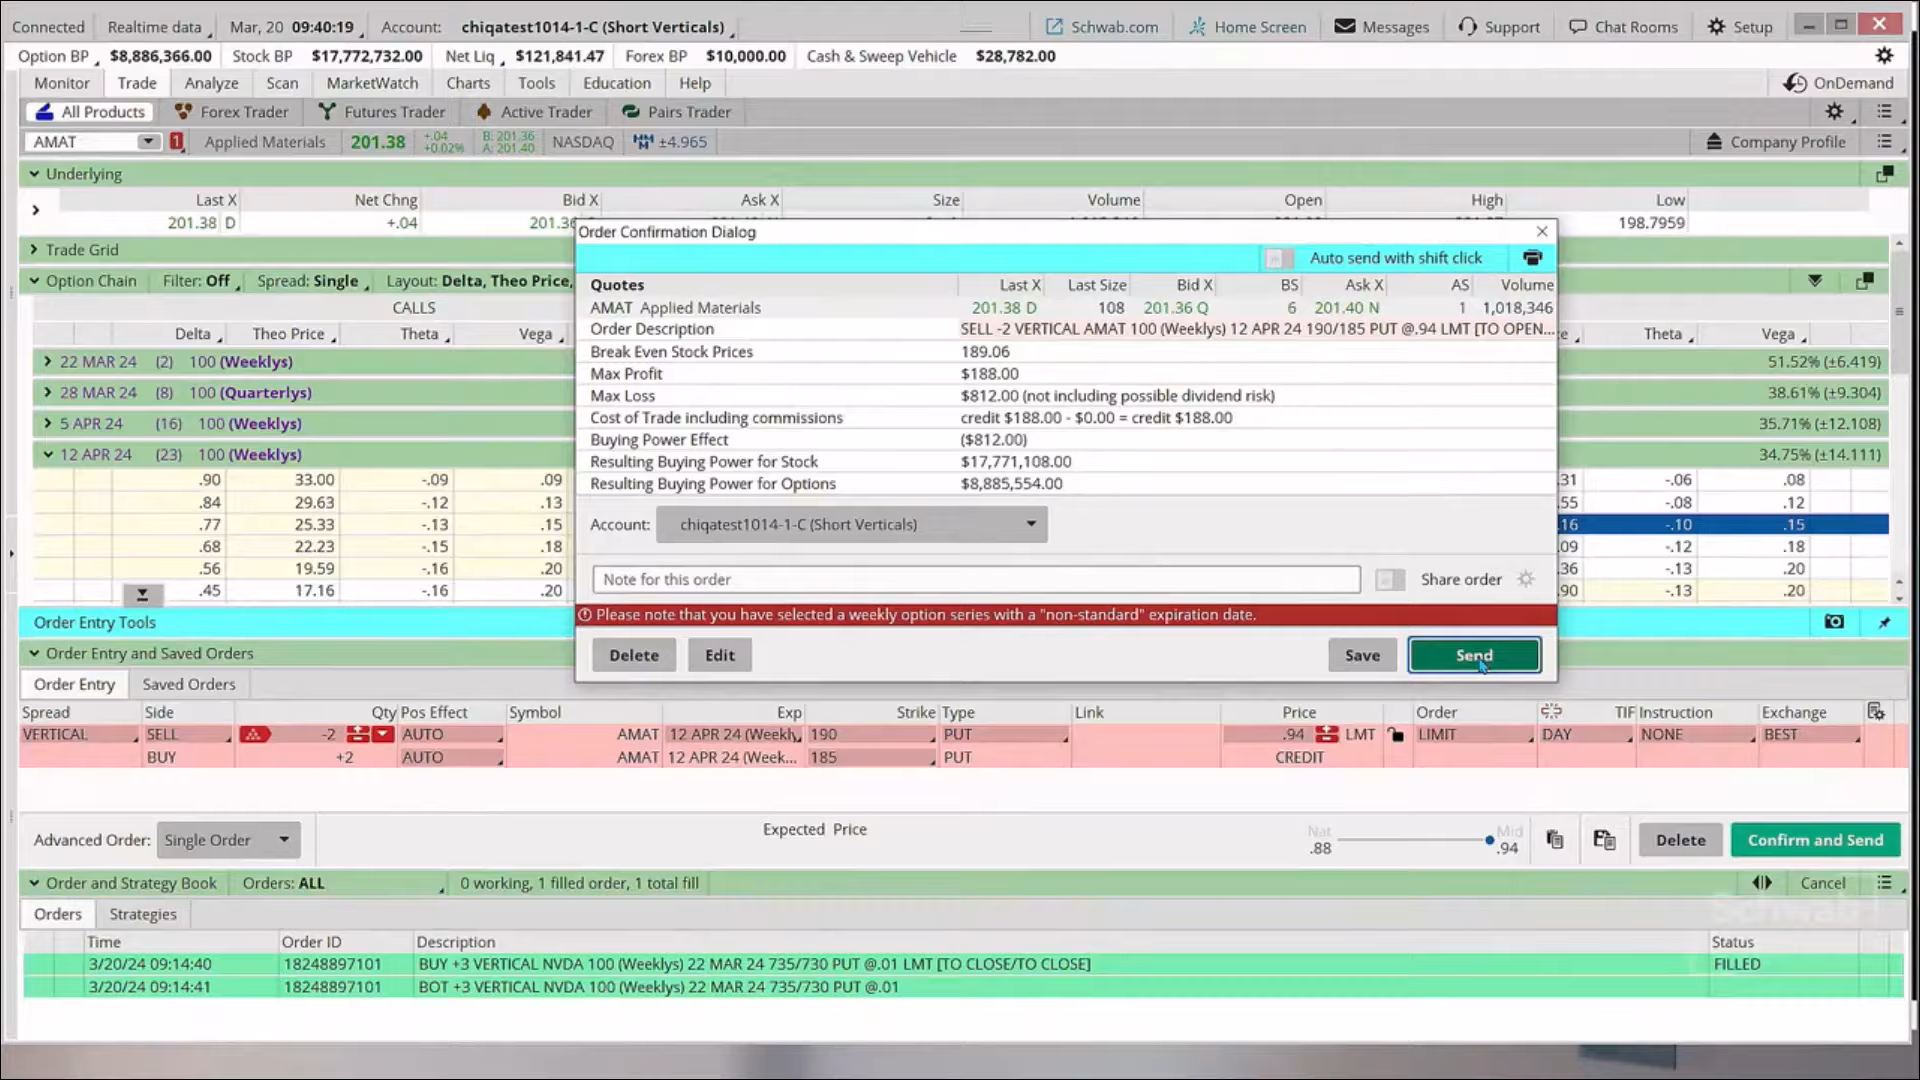 Connected Realtime data Mar, 20 09:40:19 Account: chiqatest1014-1-C (Short Verticals) Schwab.com Home Screen Messages Support Chat Rooms Setup
Option BP $8,886,366.00 Stock BP $17,772,732.00 Net Liq $121,841.47 Forex BP $10,000.00 Cash & Sweep Vehicle $28,782.00
Monitor Trade Analyze Scan MarketWatch Charts Tools Education Help OnDemand
All Products Forex Trader Futures Trader Active Trader Pairs Trader
AMAT 1 Applied Materials 201.38 +.04 +0.02% B: 201.36 A: 201.40 NASDAQ ±4.965 Company Profile
Underlying
Last X Net Chng Bid X Ask X Size Volume Open High Low
201.38 D +.04 201.36 198.7959
Trade Grid
Option Chain Filter: Off Spread: Single Layout: Delta, Theo Price,
CALLS
Delta Theo Price Theta Vega Theta Vega
22 MAR 24 (2) 100 (Weeklys) 51.52% (±6.419)
28 MAR 24 (8) 100 (Quarterlys) 38.61% (±9.304)
5 APR 24 (16) 100 (Weeklys) 35.71% (±12.108)
12 APR 24 (23) 100 (Weeklys) 34.75% (±14.111)
.90 33.00 -.09 .09 .31 -.06 .08
.84 29.63 -.12 .13 .55 -.08 .12
.77 25.33 -.13 .15 .16 -.10 .15
.68 22.23 -.15 .18 .09 -.12 .18
.56 19.59 -.16 .20 .36 -.13 .20
.45 17.16 -.16 .20 .90 -.13 .20
Order Confirmation Dialog
Auto send with shift click
Quotes Last X Last Size Bid X BS Ask X AS Volume
AMAT Applied Materials 201.38 D 108 201.36 Q 6 201.40 N 1 1,018,346
Order Description SELL -2 VERTICAL AMAT 100 (Weekly) 12 APR 24 190/185 PUT @.94 LMT [TO OPEN...
Break Even Stock Prices 189.06
Max Profit $188.00
Max Loss $812.00 (not including possible dividend risk)
Cost of Trade including commissions credit $188.00 - $0.00 = credit $188.00
Buying Power Effect ($812.00)
Resulting Buying Power for Stock $17,771,108.00
Resulting Buying Power for Options $8,885,554.00
Account: chiqatest1014-1-C (Short Verticals)
Note for this order Share order
Please note that you have selected a weekly option series with a "non-standard" expiration date.
Delete Edit Save Send
Order Entry Tools
Order Entry and Saved Orders
Order Entry Saved Orders
Spread Side Qty Pos Effect Symbol Exp Strike Type Link Price Order TIF Instruction Exchange
VERTICAL SELL -2 AUTO AMAT 12 APR 24 (Weekly 190 PUT .94 LMT LIMIT DAY NONE BEST
BUY +2 AUTO AMAT 12 APR 24 (Week... 185 PUT CREDIT
Advanced Order: Single Order Expected Price Nat .88 Mid .94 Delete Confirm and Send
Order and Strategy Book Orders: ALL 0 working, 1 filled order, 1 total fill Cancel
Schwab
Orders Strategies
Time Order ID Description Status
3/20/24 09:14:40 18248897101 BUY +3 VERTICAL NVDA 100 (Weeklys) 22 MAR 24 735/730 PUT @.01 LMT [TO CLOSE/TO CLOSE] FILLED
3/20/24 09:14:41 18248897101 BOT +3 VERTICAL NVDA 100 (Weeklys) 22 MAR 24 735/730 PUT @.01